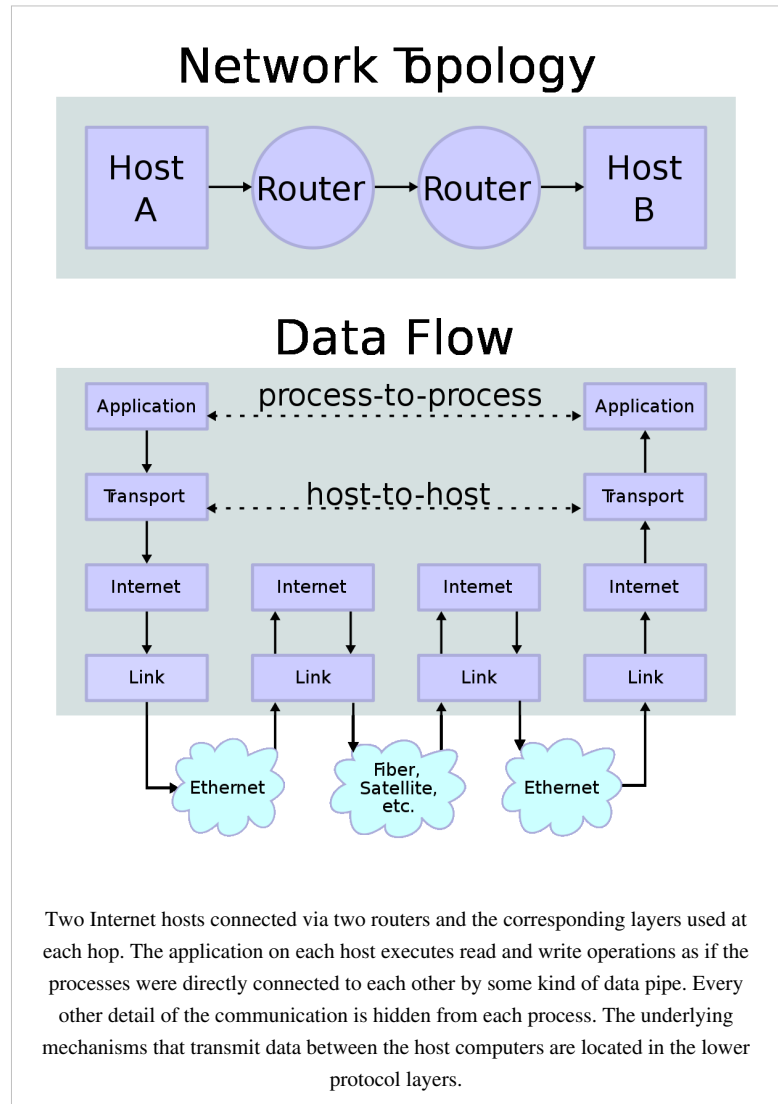 Network Topology
Host
A
Router
Router
Host
B
Data Flow
Application
process-to-process
Application
Transport
host-to-host
Transport
Internet
Internet
Internet
Internet
Link
Link
Link
Link
Ethernet
Fiber,
Satellite,
etc.
Ethernet
Two Internet hosts connected via two routers and the corresponding layers used at
each hop. The application on each host executes read and write operations as if the
processes were directly connected to each other by some kind of data pipe. Every
other detail of the communication is hidden from each process. The underlying
mechanisms that transmit data between the host computers are located in the lower
protocol layers.